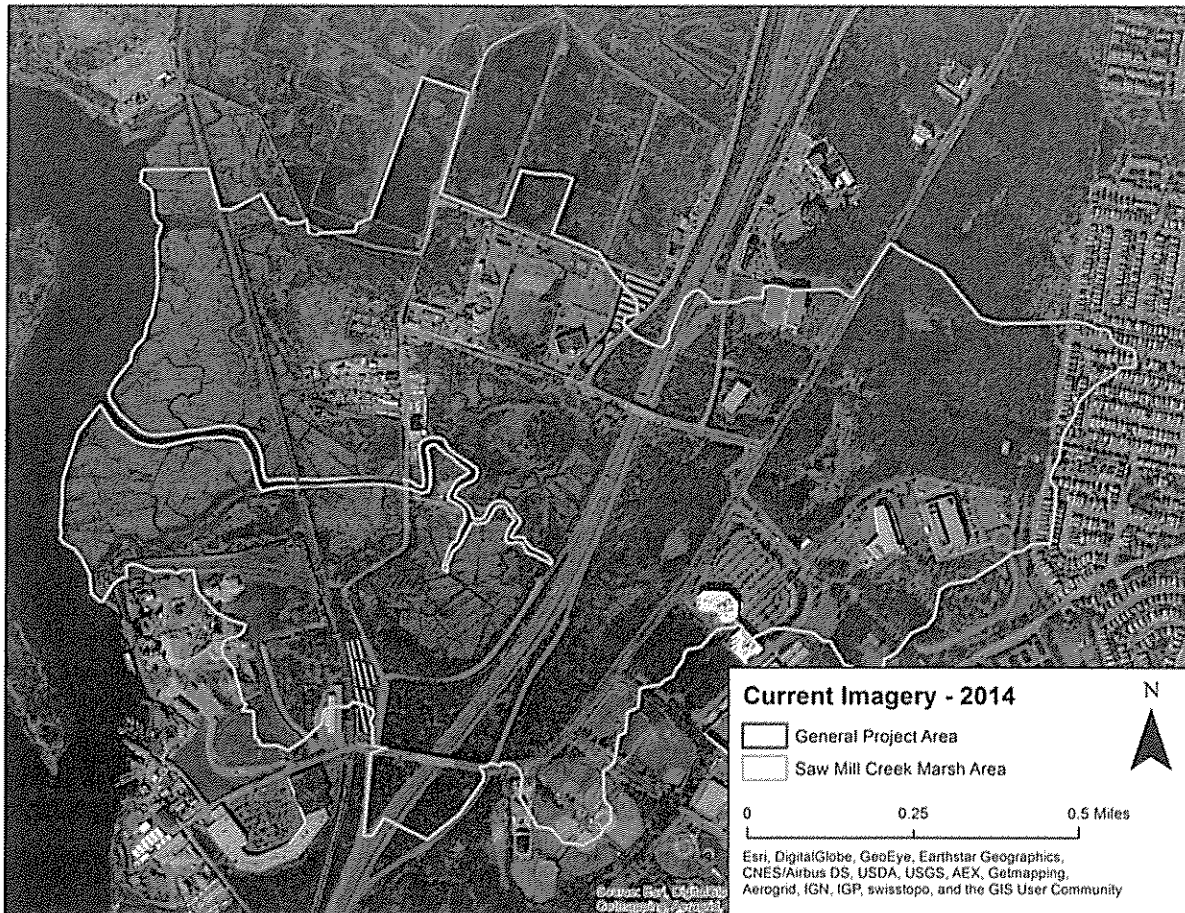 Current Imagery - 2014
N
General Project Area
Saw Mill Creek Marsh Area
0 0.25 0.5 Miles
Esri, DigitalGlobe, GeoEye, Earthstar Geographics,
CNES/Airbus DS, USDA, USGS, AEX, Getmapping,
Aerogrid, IGN, IGP, swisstopo, and the GIS User Community
Source: Esri,